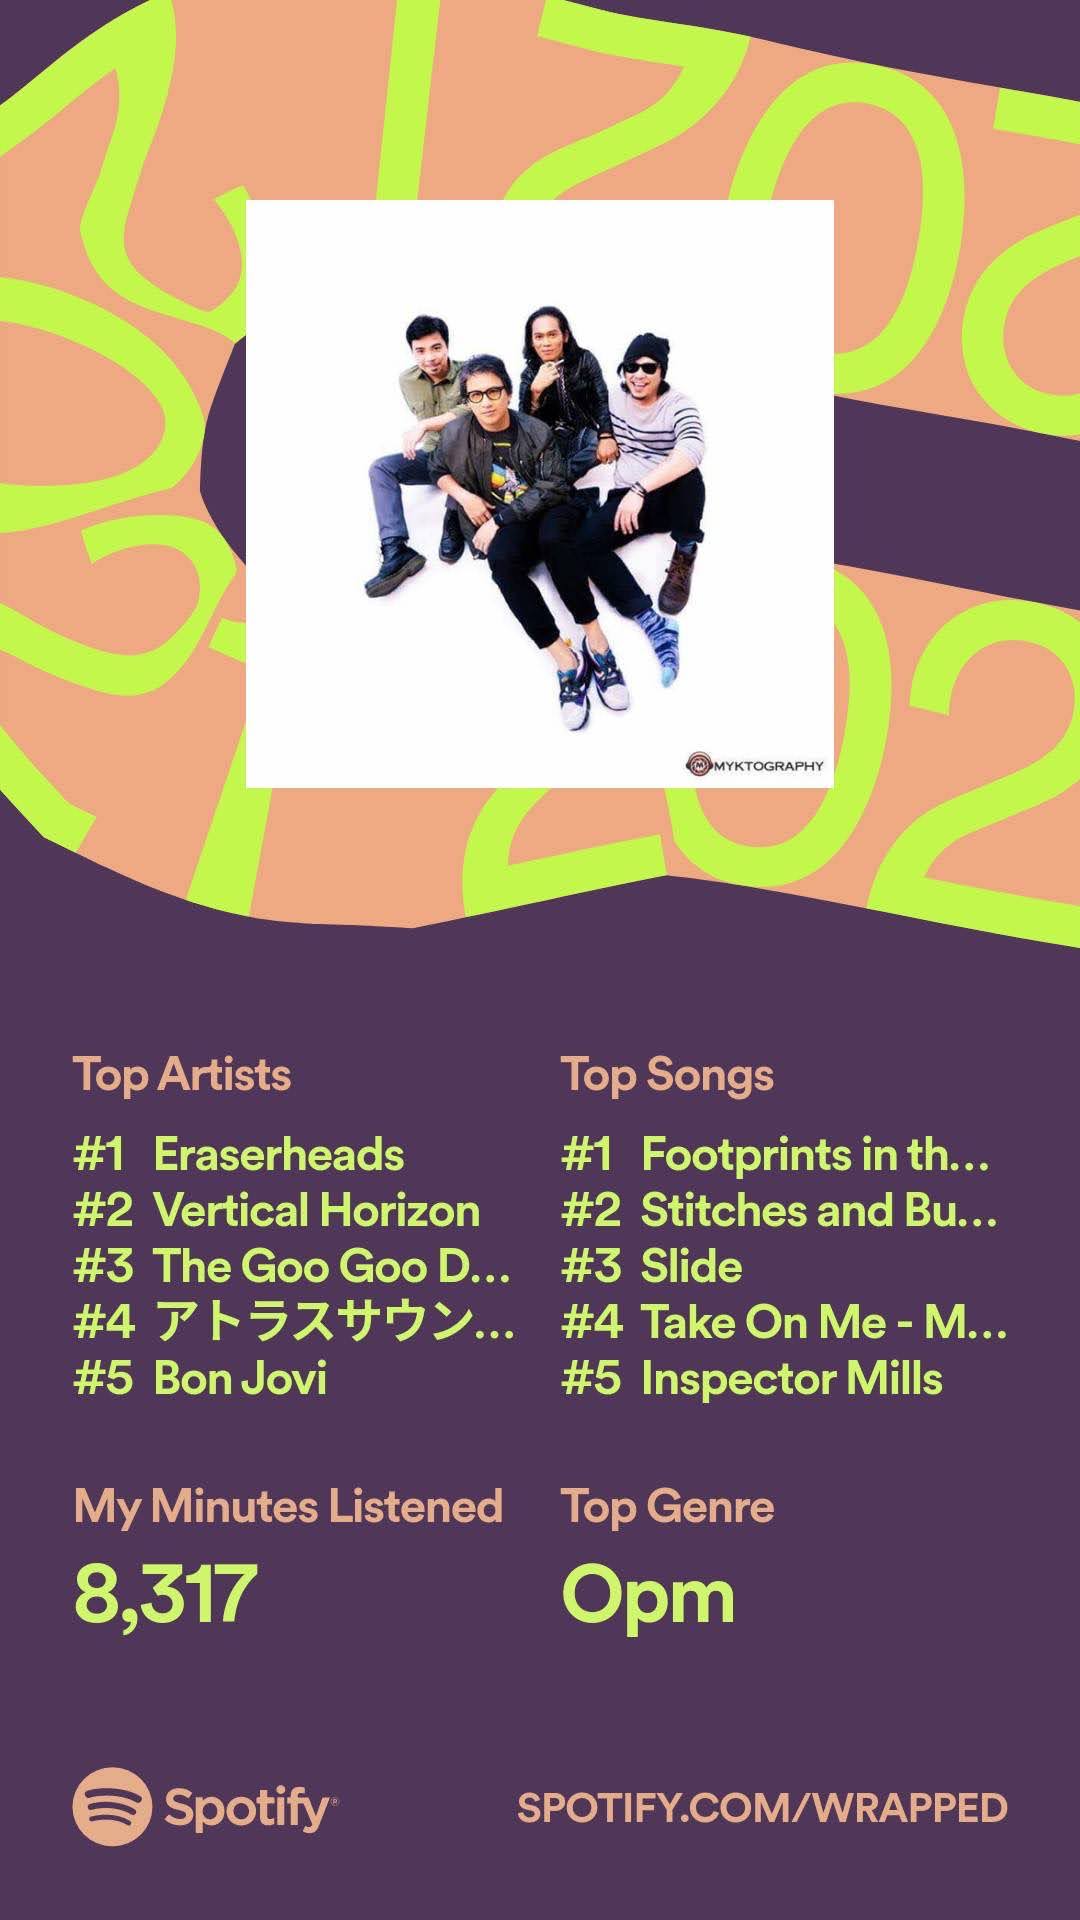 MYKTOGRAPHY
Top Artists
#1 Eraserheads
#2 Vertical Horizon
#3 The Goo Goo D...
#4 アトラスサウン...
#5 Bon Jovi
Top Songs
#1 Footprints in th...
#2 Stitches and Bu...
#3 Slide
#4 Take On Me - M...
#5 Inspector Mills
My Minutes Listened
8,317
Top Genre
Opm
Spotify®
SPOTIFY.COM/WRAPPED